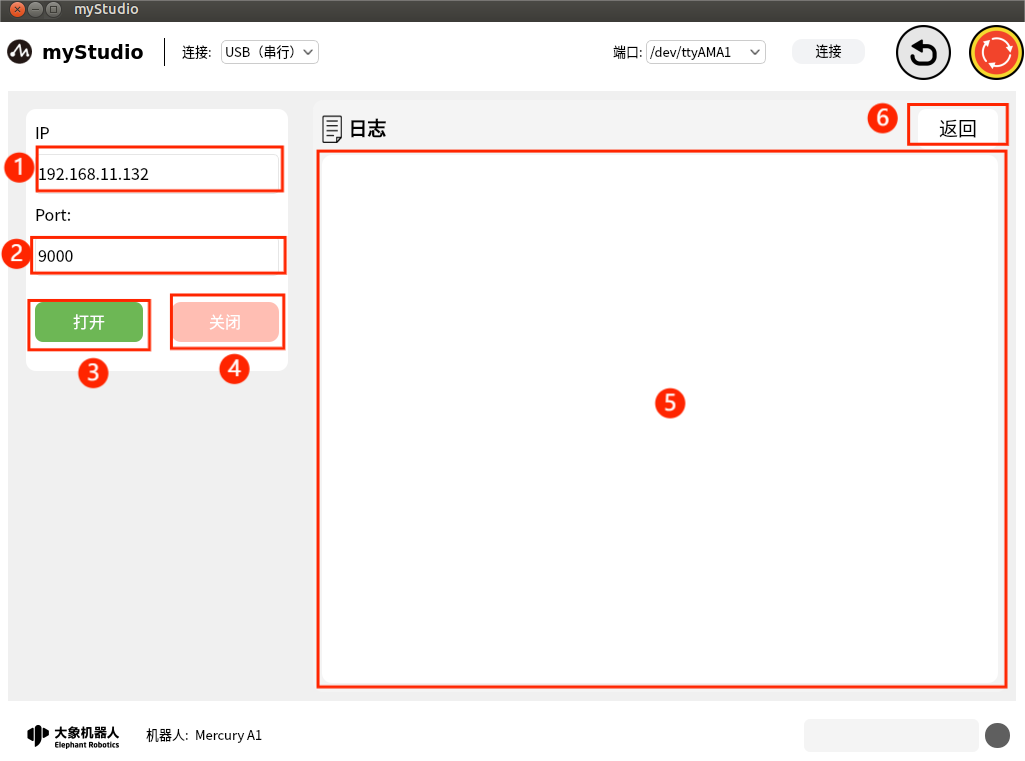 myStudio
myStudio
连接:
USB（串行）
端口:
/dev/ttyAMA1
连接
IP
1
192.168.11.132
Port:
2
9000
打开
关闭
3
4
日志
6
返回
5
大象机器人
Elephant Robotics
机器人: Mercury A1